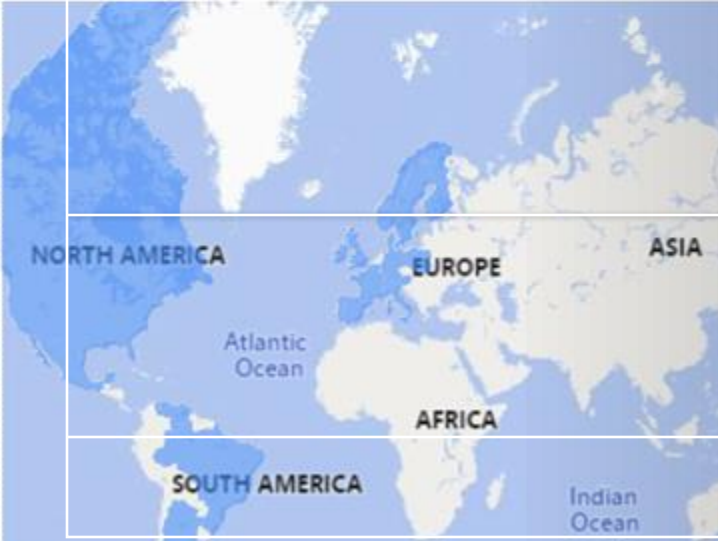 NORTH AMERICA
ASIA
EUROPE
Atlantic
Ocean
AFRICA
SOUTH AMERICA
Indian
Ocean